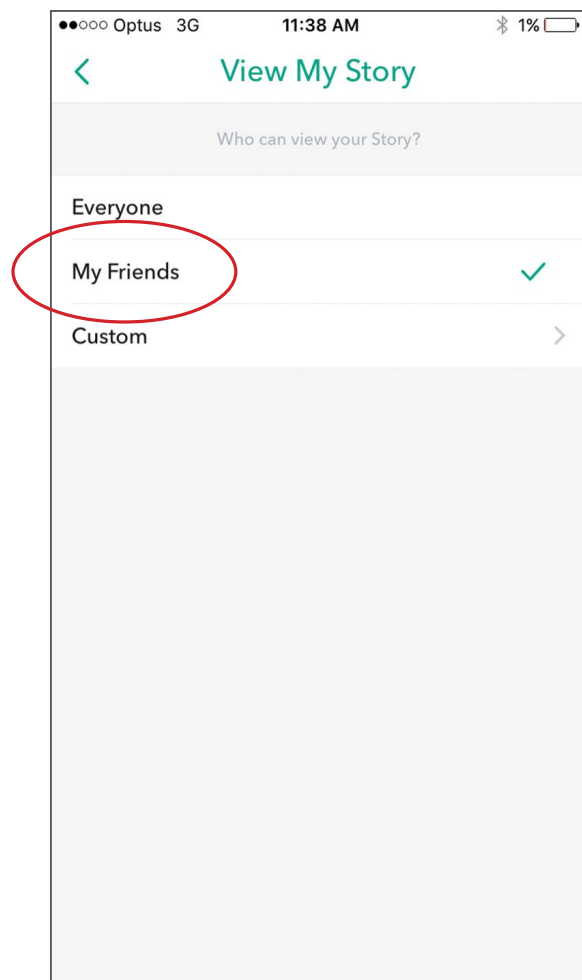 ●●○○○ Optus 3G 11:38 AM 1%
View My Story
Who can view your Story?
Everyone
My Friends
Custom